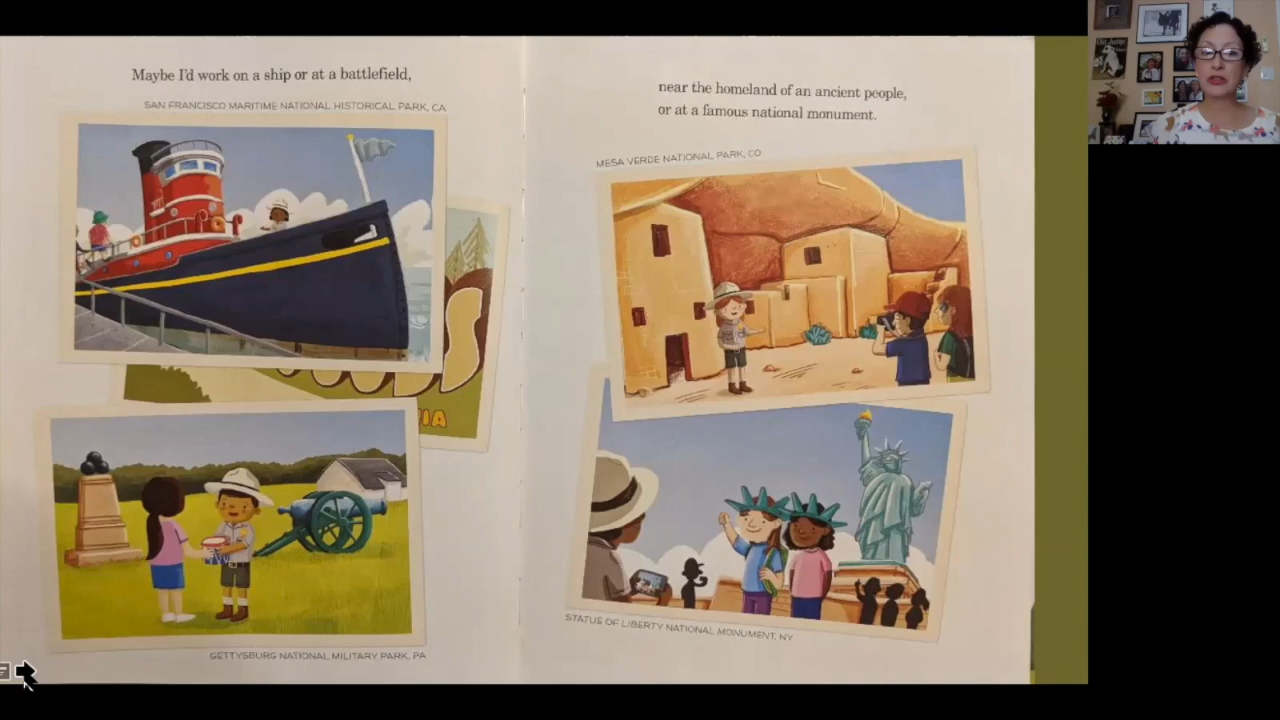 Maybe I'd work on a ship or at a battlefield,
SAN FRANCISCO MARITIME NATIONAL HISTORICAL PARK, CA
VIA
GETTYSBURG NATIONAL MILITARY PARK, PA
near the homeland of an ancient people,
or at a famous national monument.
MESA VERDE NATIONAL PARK, CO
STATUE OF LIBERTY NATIONAL MONUMENT, NY